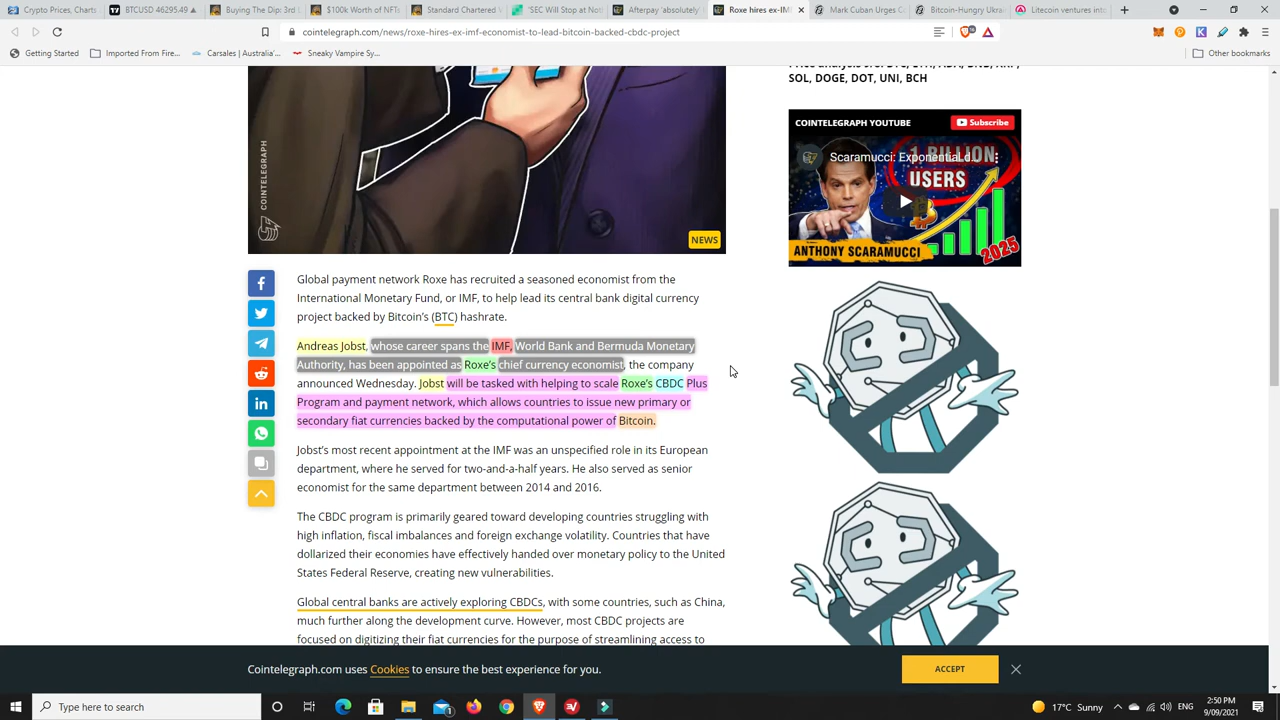 Crypto Prices, Charts
BTCUSD 46295.49
Buying The Dip: 3rd l
$100k Worth of NFTs
Standard Chartered V
'SEC Will Stop at Not
Afterpay 'absolutely'
Roxe hires ex-IM
Mark Cuban Urges
Bitcoin-Hungry Ukrai
Litecoin ventures into
cointelegraph.com/news/roxe-hires-ex-imf-economist-to-lead-bitcoin-backed-cbdc-project
Getting Started
Imported From Fire...
Carsales | Australia'...
Sneaky Vampire Sy...
Other bookmarks
SOL, DOGE, DOT, UNI, BCH
COINTELEGRAPH YOUTUBE
Subscribe
Scaramucci: Exponential d...
1 BILLION
USERS
ANTHONY SCARAMUCCI
2025
COINTELEGRAPH
NEWS
Global payment network Roxe has recruited a seasoned economist from the
International Monetary Fund, or IMF, to help lead its central bank digital currency
project backed by Bitcoin's (BTC) hashrate.
Andreas Jobst, whose career spans the IMF, World Bank and Bermuda Monetary
Authority, has been appointed as Roxe's chief currency economist, the company
announced Wednesday. Jobst will be tasked with helping to scale Roxe's CBDC Plus
Program and payment network, which allows countries to issue new primary or
secondary fiat currencies backed by the computational power of Bitcoin.
Jobst's most recent appointment at the IMF was an unspecified role in its European
department, where he served for two-and-a-half years. He also served as senior
economist for the same department between 2014 and 2016.
The CBDC program is primarily geared toward developing countries struggling with
high inflation, fiscal imbalances and foreign exchange volatility. Countries that have
dollarized their economies have effectively handed over monetary policy to the United
States Federal Reserve, creating new vulnerabilities.
Global central banks are actively exploring CBDCs, with some countries, such as China,
much further along the development curve. However, most CBDC projects are
focused on digitizing their fiat currencies for the purpose of streamlining access to
Cointelegraph.com uses Cookies to ensure the best experience for you.
ACCEPT
Type here to search
17°C Sunny
ENG
2:50 PM
9/09/2021